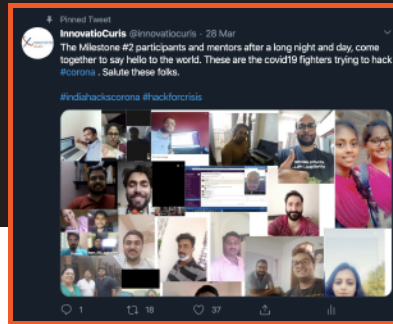 Pinned Tweet
InnovatioCuris @innovatiocuris · 28 Mar
The Milestone #2 participants and mentors after a long night and day, come
together to say hello to the world. These are the covid19 fighters trying to hack
#corona . Salute these folks.
#indiahackscorona #hackforcrisis
1 18 37